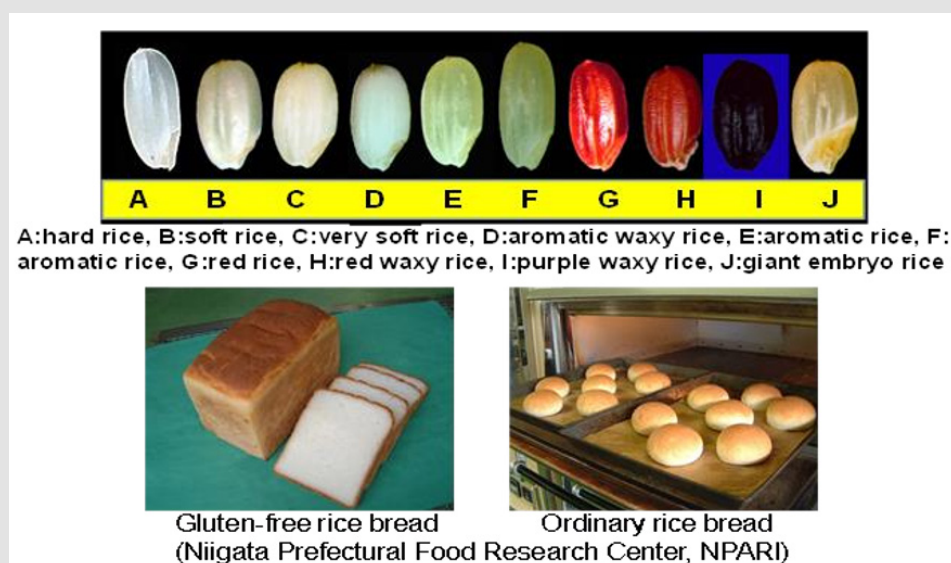 A B C D E F G H I J
A:hard rice, B:soft rice, C:very soft rice, D:aromatic waxy rice, E:aromatic rice, F:
aromatic rice, G:red rice, H:red waxy rice, I:purple waxy rice, J:giant embryo rice
Gluten-free rice bread Ordinary rice bread
(Niigata Prefectural Food Research Center, NPARI)